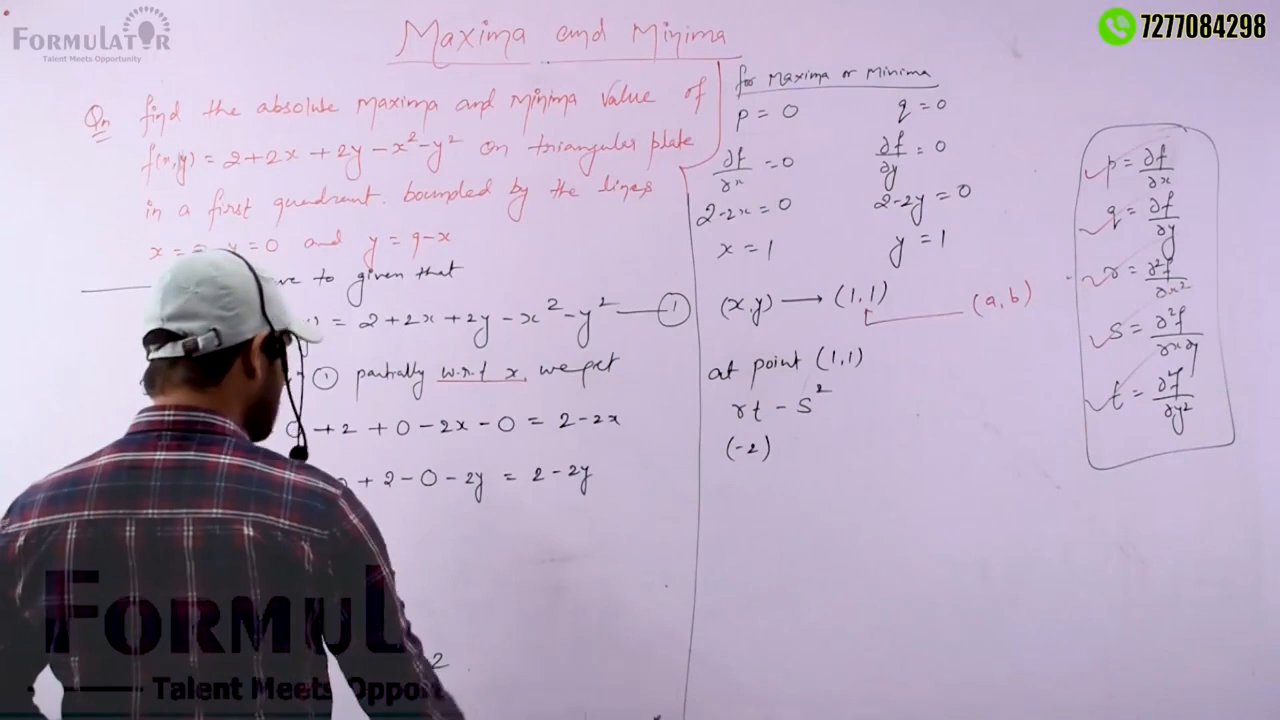 FORMULATOR
Talent Meets Opportunity
7277084298
Maxima and Minima
Qn find the absolute Maxima and Minima value of
f(x,y) = 2+2x+2y-x²-y² on triangular plate
in a first quadrant. bounded by the lines
x = y=0 and y = 9-x
to given that
= 2+2x+2y-x²-y² ①
① partially w.r.t x, we get
+2+0-2x-0 = 2-2x
+2-0-2y = 2-2y
2
for Maxima or Minima
p=0 q=0
∂f/∂x =0 ∂f/∂y =0
2-2x=0 2-2y=0
x=1 y=1
(x,y) → (1,1) (a,b)
at point (1,1)
rt - s²
(-2)
p = ∂f/∂x
q = ∂f/∂y
r = ∂²f/∂x²
s = ∂²f/∂x∂y
t = ∂²f/∂y²
FORMUL
Talent Meets Oppor